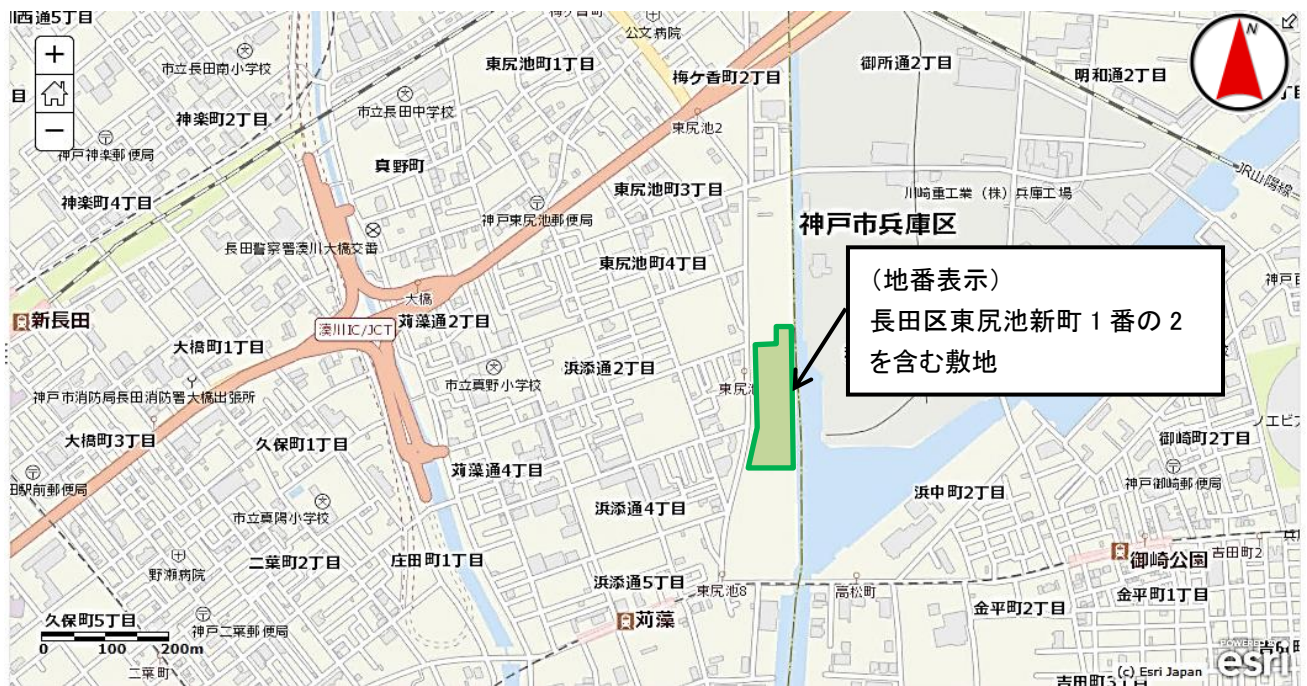 川西通5丁目
公文病院
市立長田南小学校
東尻池町1丁目
御所通2丁目
梅ケ香町2丁目
明和通2丁目
N
+
−
市立長田中学校
神楽町2丁目
東尻池2
神戸神楽郵便局
真野町
JR山陽線
東尻池町3丁目
川崎重工業(株)兵庫工場
神楽町4丁目
神戸東尻池郵便局
神戸市兵庫区
長田警察署湊川大橋交番
東尻池町4丁目
(地番表示)
長田区東尻池新町1番の2
を含む敷地
大橋
新長田
湊川IC/JCT
苅藻通2丁目
大橋町1丁目
浜添通2丁目
市立真野小学校
神戸市消防局長田消防署大橋出張所
大橋町3丁目
久保町1丁目
御崎町2丁目
苅藻通4丁目
神戸御崎郵便局
浜中町2丁目
市立真陽小学校
浜添通4丁目
二葉町2丁目
庄田町1丁目
御崎公園
吉田町2
野瀬病院
浜添通5丁目
東尻池8
高松町
金平町1丁目
金平町2丁目
久保町5丁目
苅藻
神戸二葉郵便局
0 100 200m
二葉町
POWERED BY
esri
(c) Esri Japan
吉田町3丁目